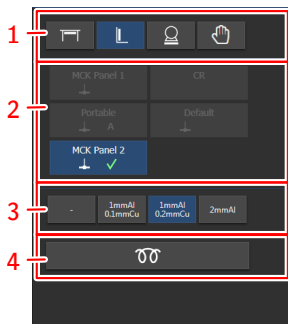 1
2
MCK Panel 1
CR
Portable
A
Default
MCK Panel 2
3
-
1mmAl
0.1mmCu
1mmAl
0.2mmCu
2mmAl
4